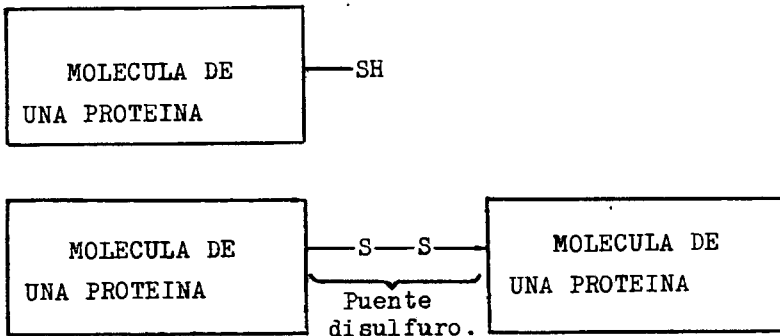 MOLECULA DE
UNA PROTEINA
SH
MOLECULA DE
UNA PROTEINA
S S
MOLECULA DE
UNA PROTEINA
Puente
disulfuro.